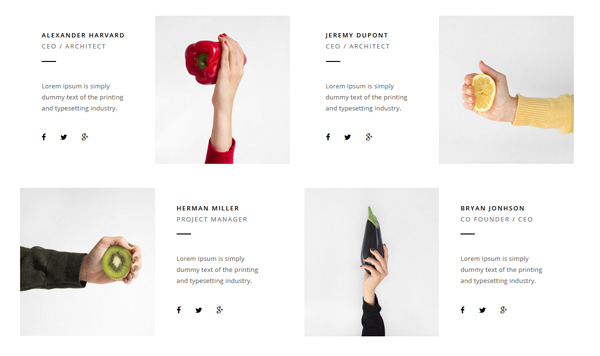 ALEXANDER HARVARD
CEO / ARCHITECT
Lorem Ipsum is simply
dummy text of the printing
and typesetting industry.
JEREMY DUPONT
CEO / ARCHITECT
Lorem Ipsum is simply
dummy text of the printing
and typesetting industry.
HERMAN MILLER
PROJECT MANAGER
Lorem Ipsum is simply
dummy text of the printing
and typesetting industry.
BRYAN JONHSON
CO FOUNDER / CEO
Lorem Ipsum is simply
dummy text of the printing
and typesetting industry.